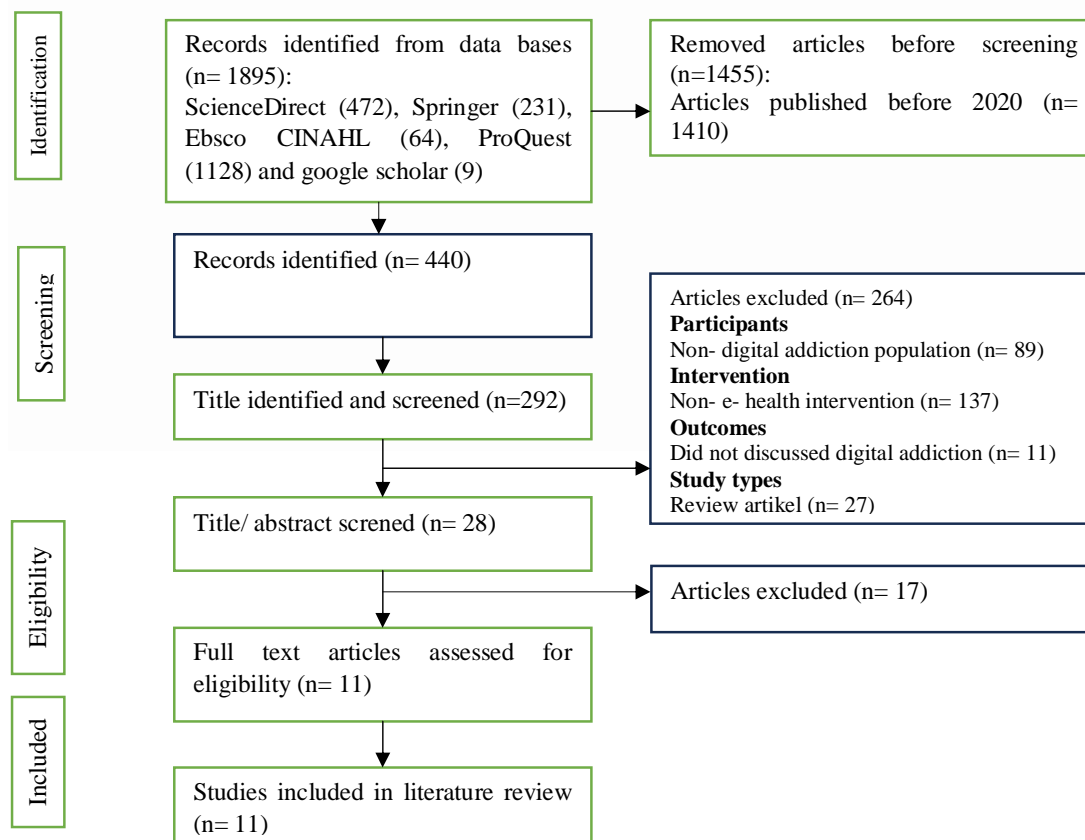 Identification
Records identified from data bases
(n= 1895):
ScienceDirect (472), Springer (231),
Ebsco CINAHL (64), ProQuest
(1128) and google scholar (9)
Removed articles before screening
(n=1455):
Articles published before 2020 (n=
1410)
Screening
Records identified (n= 440)
Title identified and screened (n=292)
Articles excluded (n= 264)
Participants
Non- digital addiction population (n= 89)
Intervention
Non- e- health intervention (n= 137)
Outcomes
Did not discussed digital addiction (n= 11)
Study types
Review artikel (n= 27)
Eligibility
Title/ abstract screned (n= 28)
Articles excluded (n= 17)
Full text articles assessed for
eligibility (n= 11)
Included
Studies included in literature review
(n= 11)